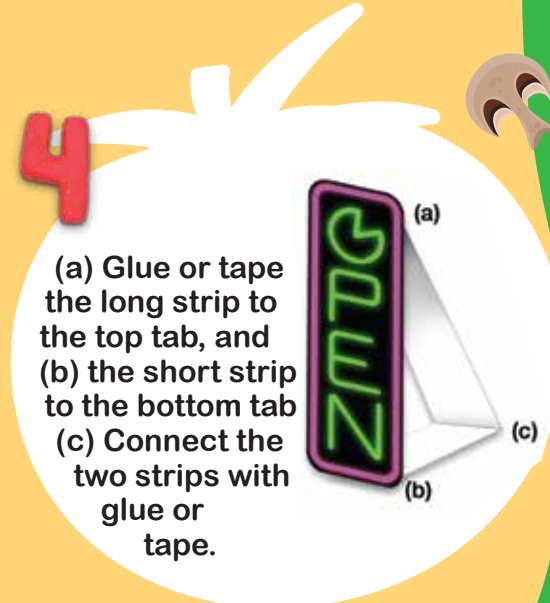 4
(a) Glue or tape
the long strip to
the top tab, and
(b) the short strip
to the bottom tab
(c) Connect the
two strips with
glue or
tape.
OPEN
(a)
(c)
(b)